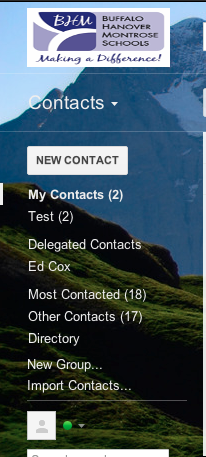 BHM
BUFFALO
HANOVER
MONTROSE
SCHOOLS
Making a Difference!
Contacts
NEW CONTACT
My Contacts (2)
Test (2)
Delegated Contacts
Ed Cox
Most Contacted (18)
Other Contacts (17)
Directory
New Group...
Import Contacts...